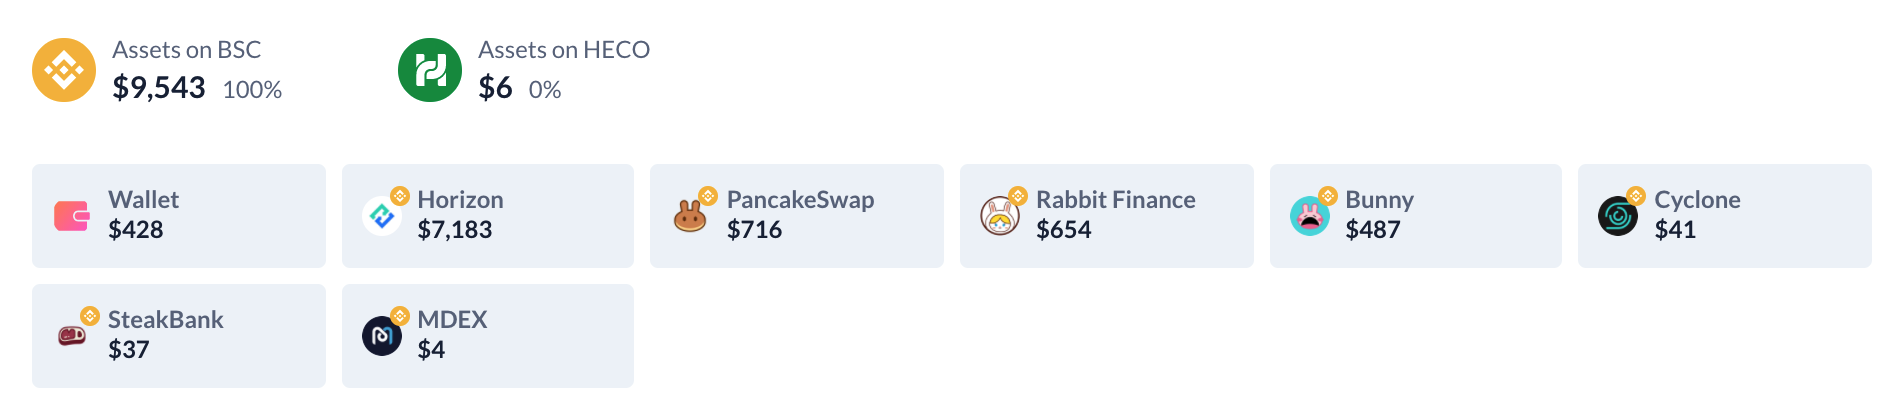 Assets on BSC
$9,543 100%
Assets on HECO
$6 0%
Wallet
$428
Horizon
$7,183
PancakeSwap
$716
Rabbit Finance
$654
Bunny
$487
Cyclone
$41
SteakBank
$37
MDEX
$4